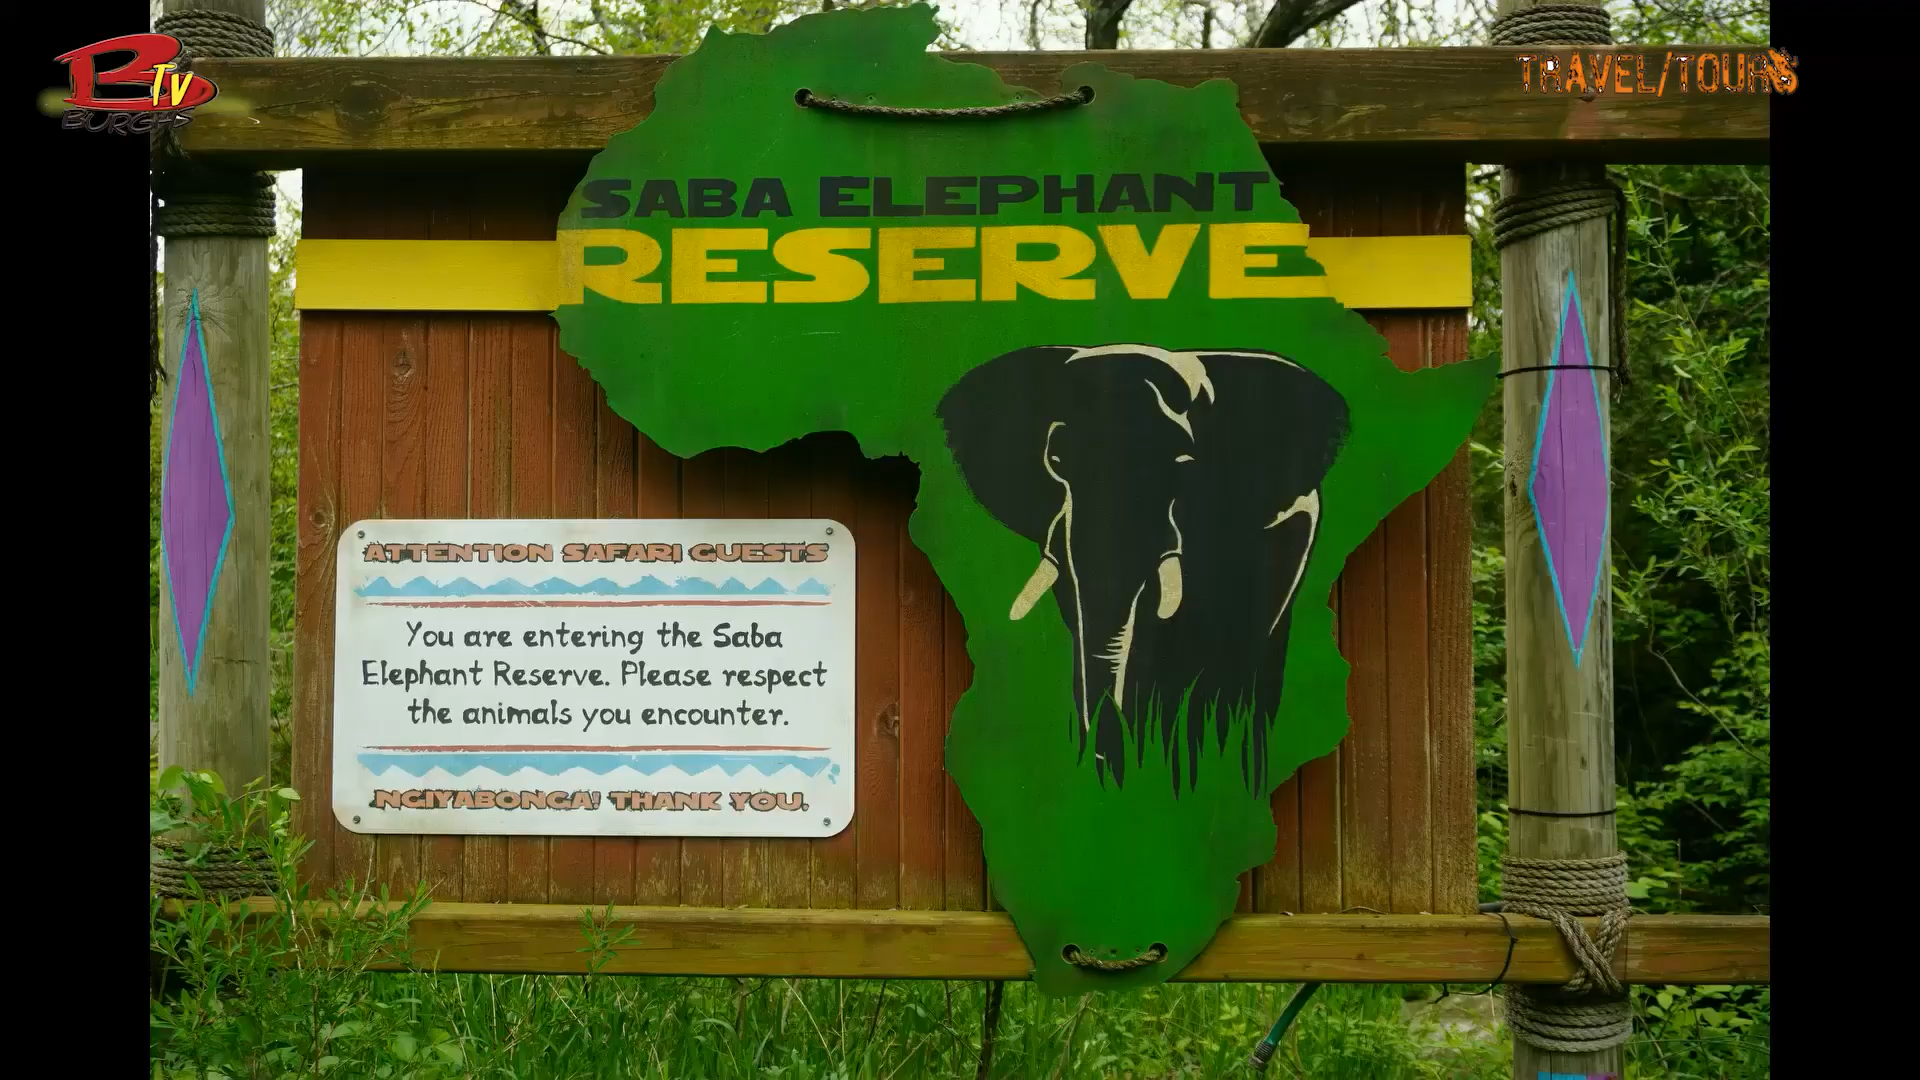 B TV
BURGHS
TRAVEL/TOURS
SABA ELEPHANT
RESERVE
ATTENTION SAFARI GUESTS
You are entering the Saba
Elephant Reserve. Please respect
the animals you encounter.
NGIYABONGA! THANK YOU.